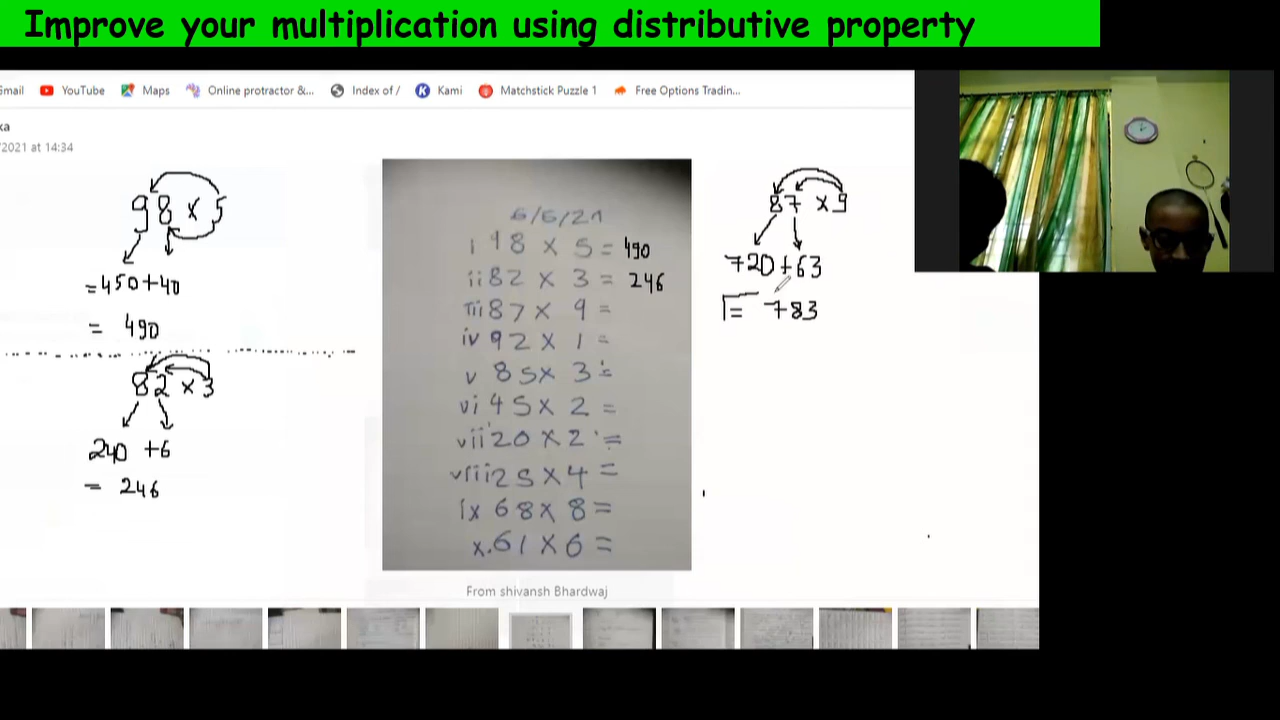 Improve your multiplication using distributive property
Gmail YouTube Maps Online protractor &... Index of / Kami Matchstick Puzzle 1 Free Options Tradin...
ka
/2021 at 14:34
98 x 5
=450+40
= 490
82 x 3
240 +6
= 246
6/6/21
i 98 x 5 = 490
ii 82 x 3 = 246
iii 87 x 9 =
iv 92 x 1 =
v 85 x 3 =
vi 45 x 2 =
vii 20 x 2 =
viii 25 x 4 =
ix 68 x 8 =
x. 61 x 6 =
From shivansh Bhardwaj
87 x 9
720+63
= 783